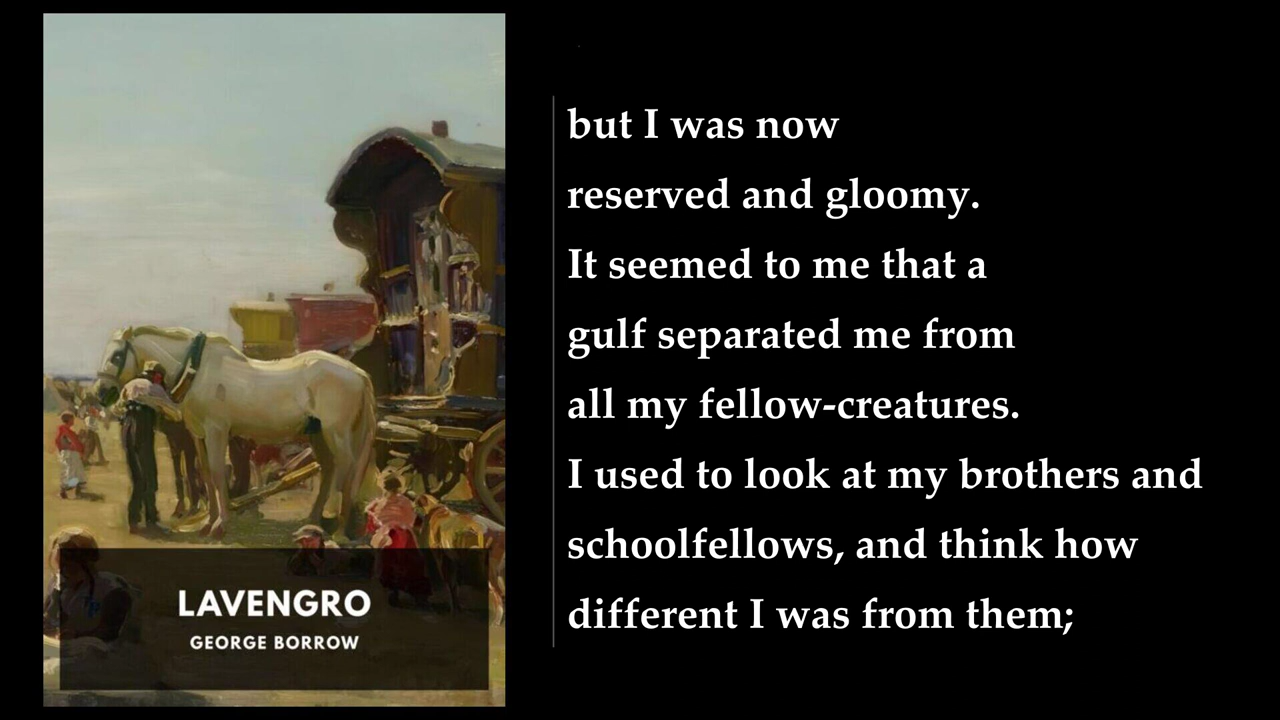 LAVENGRO
GEORGE BORROW
but I was now
reserved and gloomy.
It seemed to me that a
gulf separated me from
all my fellow-creatures.
I used to look at my brothers and
schoolfellows, and think how
different I was from them;